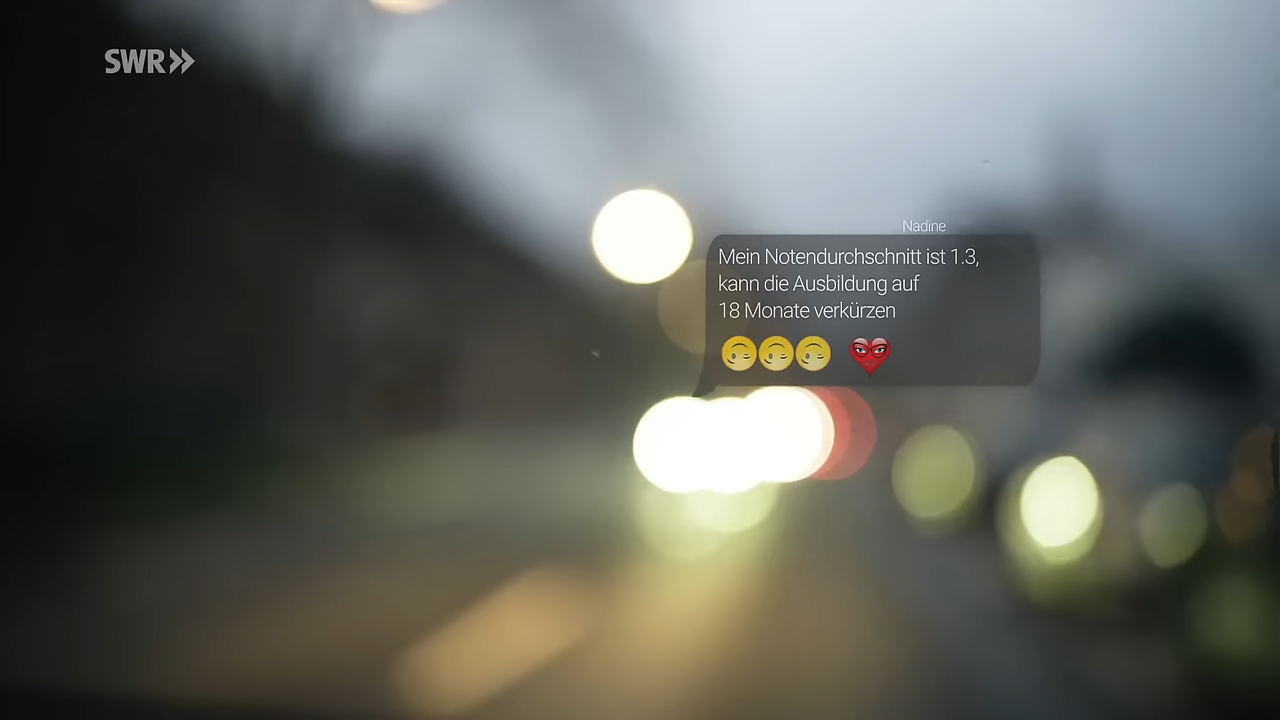 SWR
Nadine
Mein Notendurchschnitt ist 1.3,
kann die Ausbildung auf
18 Monate verkürzen